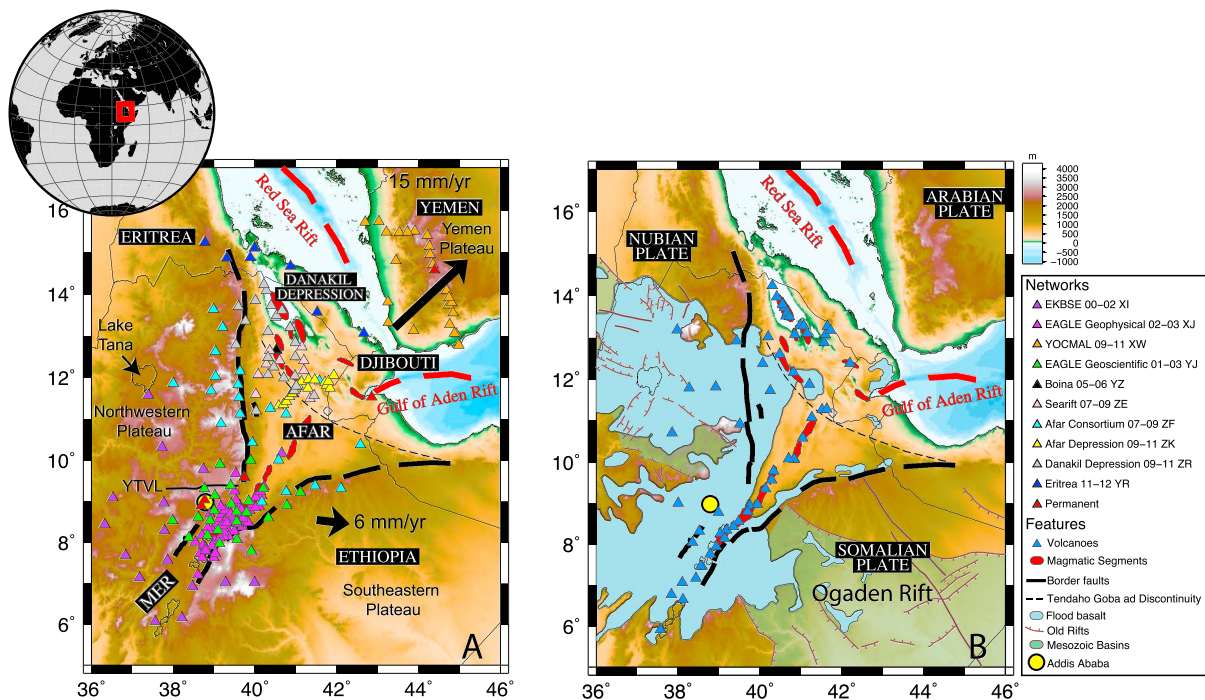 15 mm/yr
YEMEN
Yemen
Plateau
Red Sea
Rift
ERITREA
DANAKIL
DEPRESSION
Lake
Tana
DJIBOUTI
Gulf of Aden Rift
Northwestern
Plateau
AFAR
YTVL
6 mm/yr
ETHIOPIA
MER
Southeastern
Plateau
A
16°
14°
12°
10°
8°
6°
36°
38°
40°
42°
44°
46°
Red Sea
Rift
ARABIAN
PLATE
NUBIAN
PLATE
Gulf of Aden Rift
SOMALIAN
PLATE
Ogaden Rift
B
16°
14°
12°
10°
8°
6°
36°
38°
40°
42°
44°
46°
m
4000
3500
3000
2500
2000
1500
1000
500
0
−500
−1000
Networks
EKBSE 00−02 XI
EAGLE Geophysical 02−03 XJ
YOCMAL 09−11 XW
EAGLE Geoscientific 01−03 YJ
Boina 05−06 YZ
Searift 07−09 ZE
Afar Consortium 07−09 ZF
Afar Depression 09−11 ZK
Danakil Depression 09−11 ZR
Eritrea 11−12 YR
Permanent
Features
Volcanoes
Magmatic Segments
Border faults
Tendaho Goba ad Discontinuity
Flood basalt
Old Rifts
Mesozoic Basins
Addis Ababa